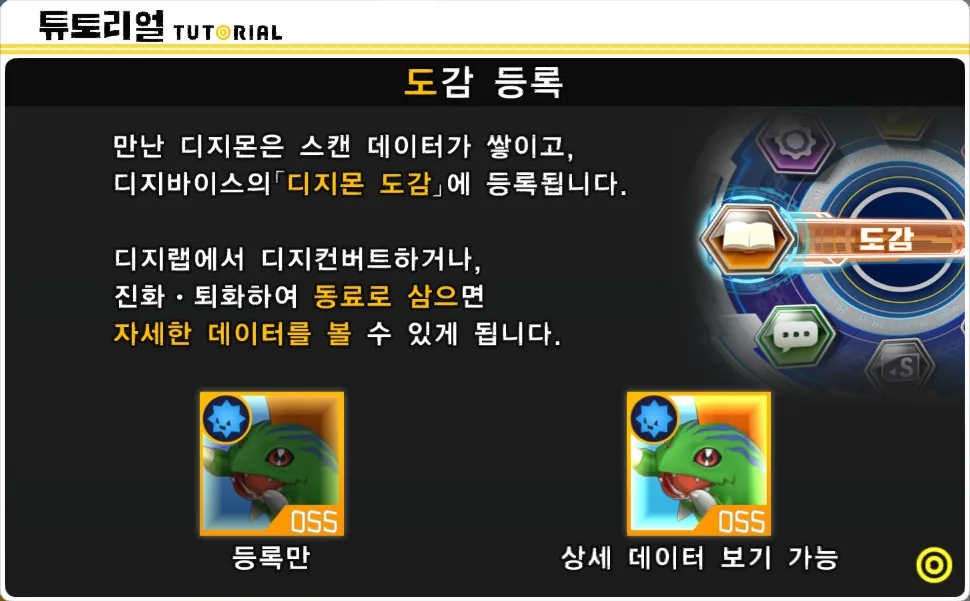 튜토리얼 TUTORIAL
도감 등록
만난 디지몬은 스캔 데이터가 쌓이고,
디지바이스의「디지몬 도감」에 등록됩니다.
도감
디지랩에서 디지컨버트하거나,
진화·퇴화하여 동료로 삼으면
자세한 데이터를 볼 수 있게 됩니다.
S
OSS
OSS
등록만
상세 데이터 보기 가능